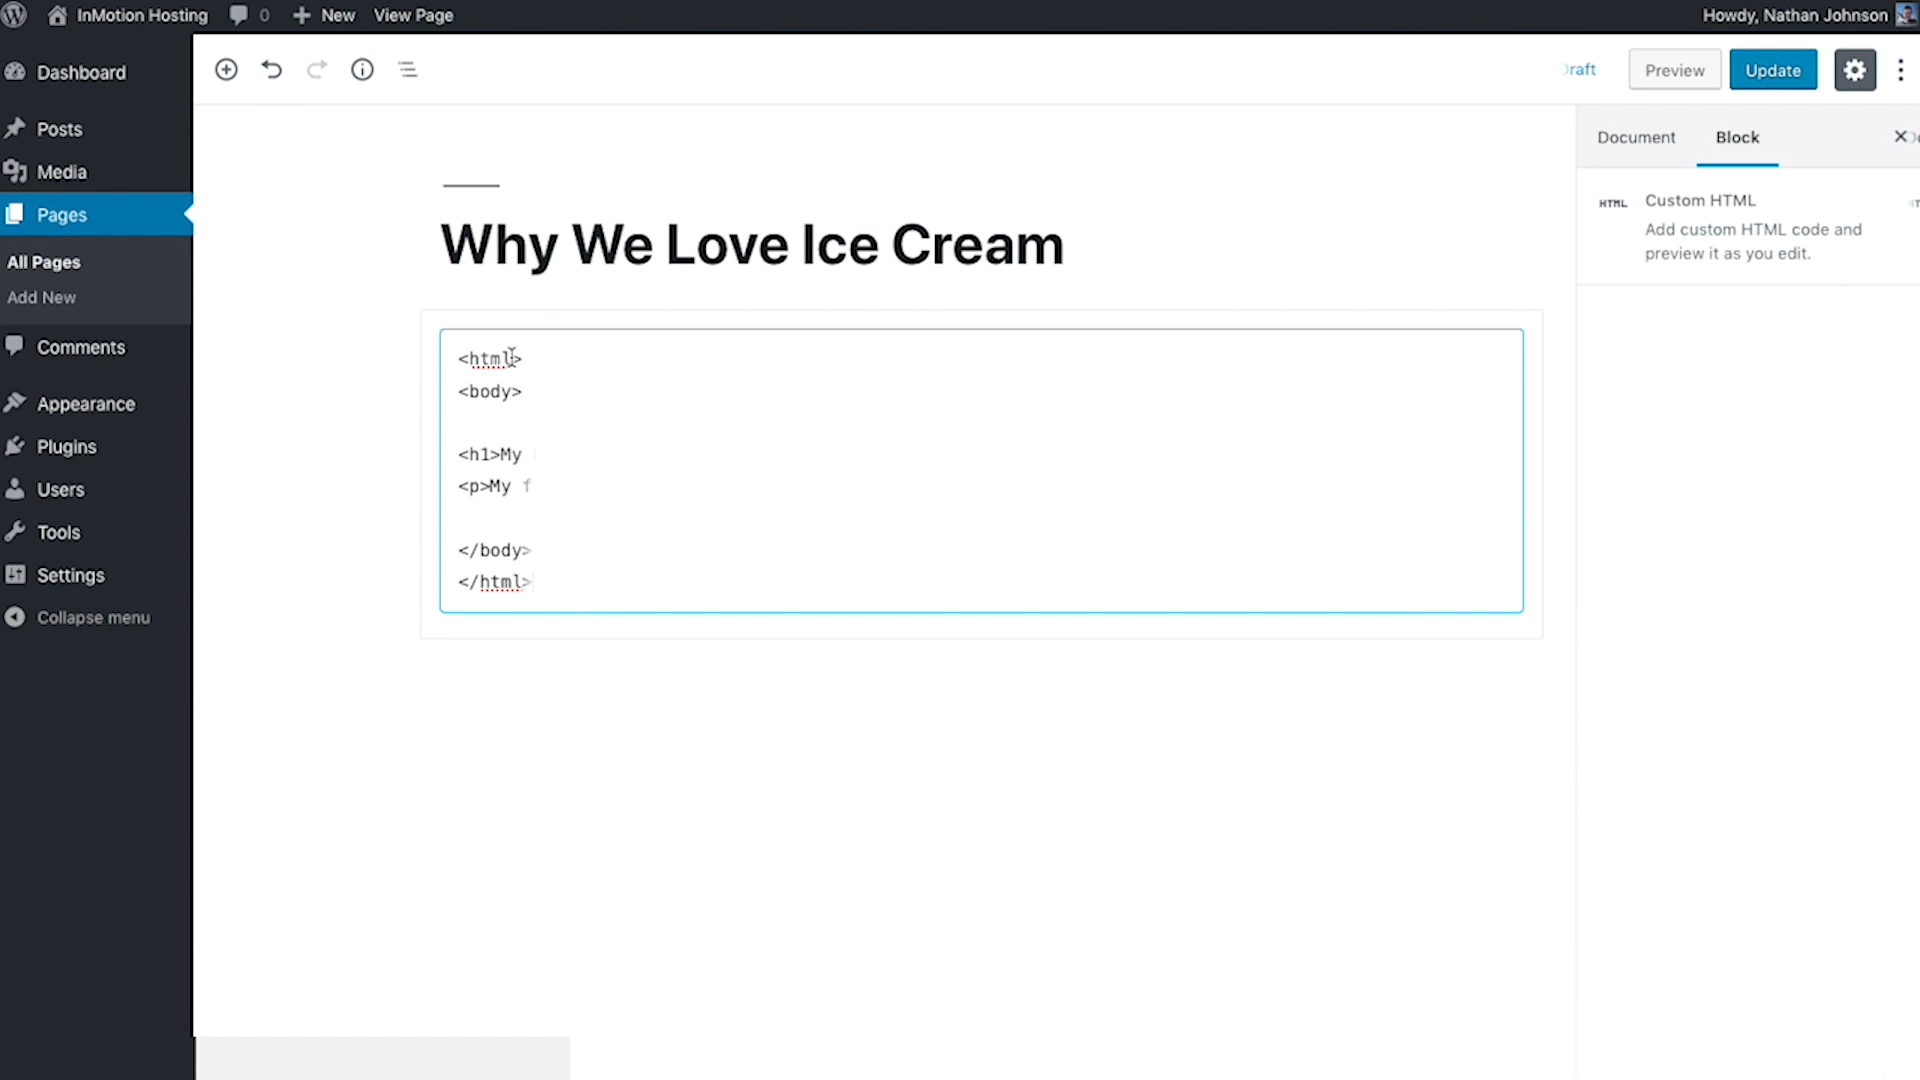 InMotion Hosting 0 New View Page Howdy, Nathan Johnson
Dashboard
Posts
Media
Pages
All Pages
Add New
Comments
Appearance
Plugins
Users
Tools
Settings
Collapse menu
raft Preview Update
Why We Love Ice Cream
<html>
<body>
<h1>My
<p>My f
</body>
</html>
Document Block
HTML Custom HTML
Add custom HTML code and
preview it as you edit.